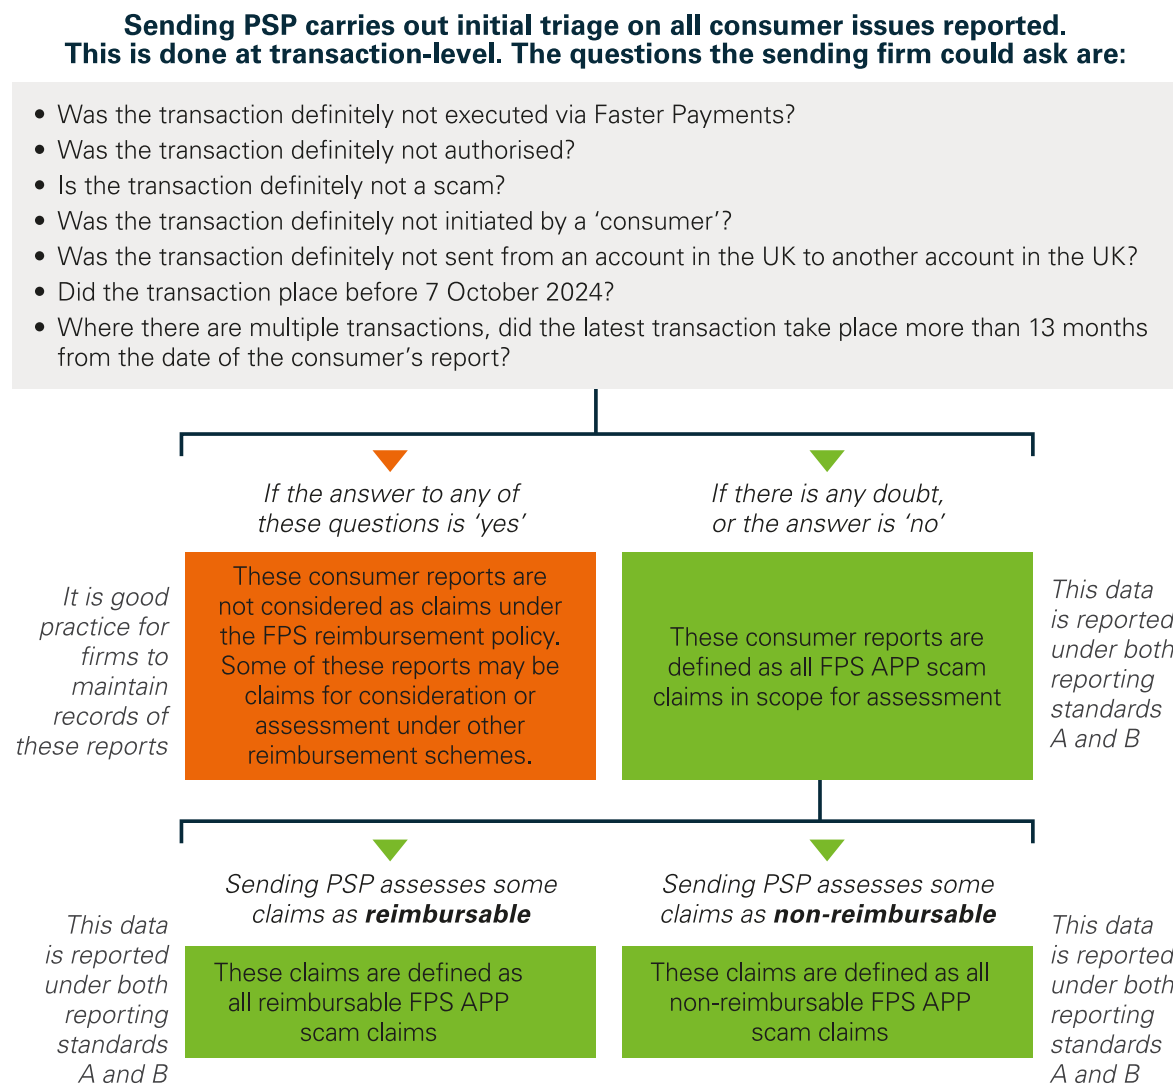 Sending PSP carries out initial triage on all consumer issues reported.
This is done at transaction-level. The questions the sending firm could ask are:
• Was the transaction definitely not executed via Faster Payments?
• Was the transaction definitely not authorised?
• Is the transaction definitely not a scam?
• Was the transaction definitely not initiated by a ‘consumer’?
• Was the transaction definitely not sent from an account in the UK to another account in the UK?
• Did the transaction place before 7 October 2024?
• Where there are multiple transactions, did the latest transaction take place more than 13 months
from the date of the consumer’s report?
If the answer to any of
these questions is ‘yes’
If there is any doubt,
or the answer is ‘no’
It is good
practice for
firms to
maintain
records of
these reports
These consumer reports are
not considered as claims under
the FPS reimbursement policy.
Some of these reports may be
claims for consideration or
assessment under other
reimbursement schemes.
These consumer reports are
defined as all FPS APP scam
claims in scope for assessment
This data
is reported
under both
reporting
standards
A and B
Sending PSP assesses some
claims as reimbursable
Sending PSP assesses some
claims as non-reimbursable
This data
is reported
under both
reporting
standards
A and B
These claims are defined as
all reimbursable FPS APP
scam claims
These claims are defined as all
non-reimbursable FPS APP
scam claims
This data
is reported
under both
reporting
standards
A and B